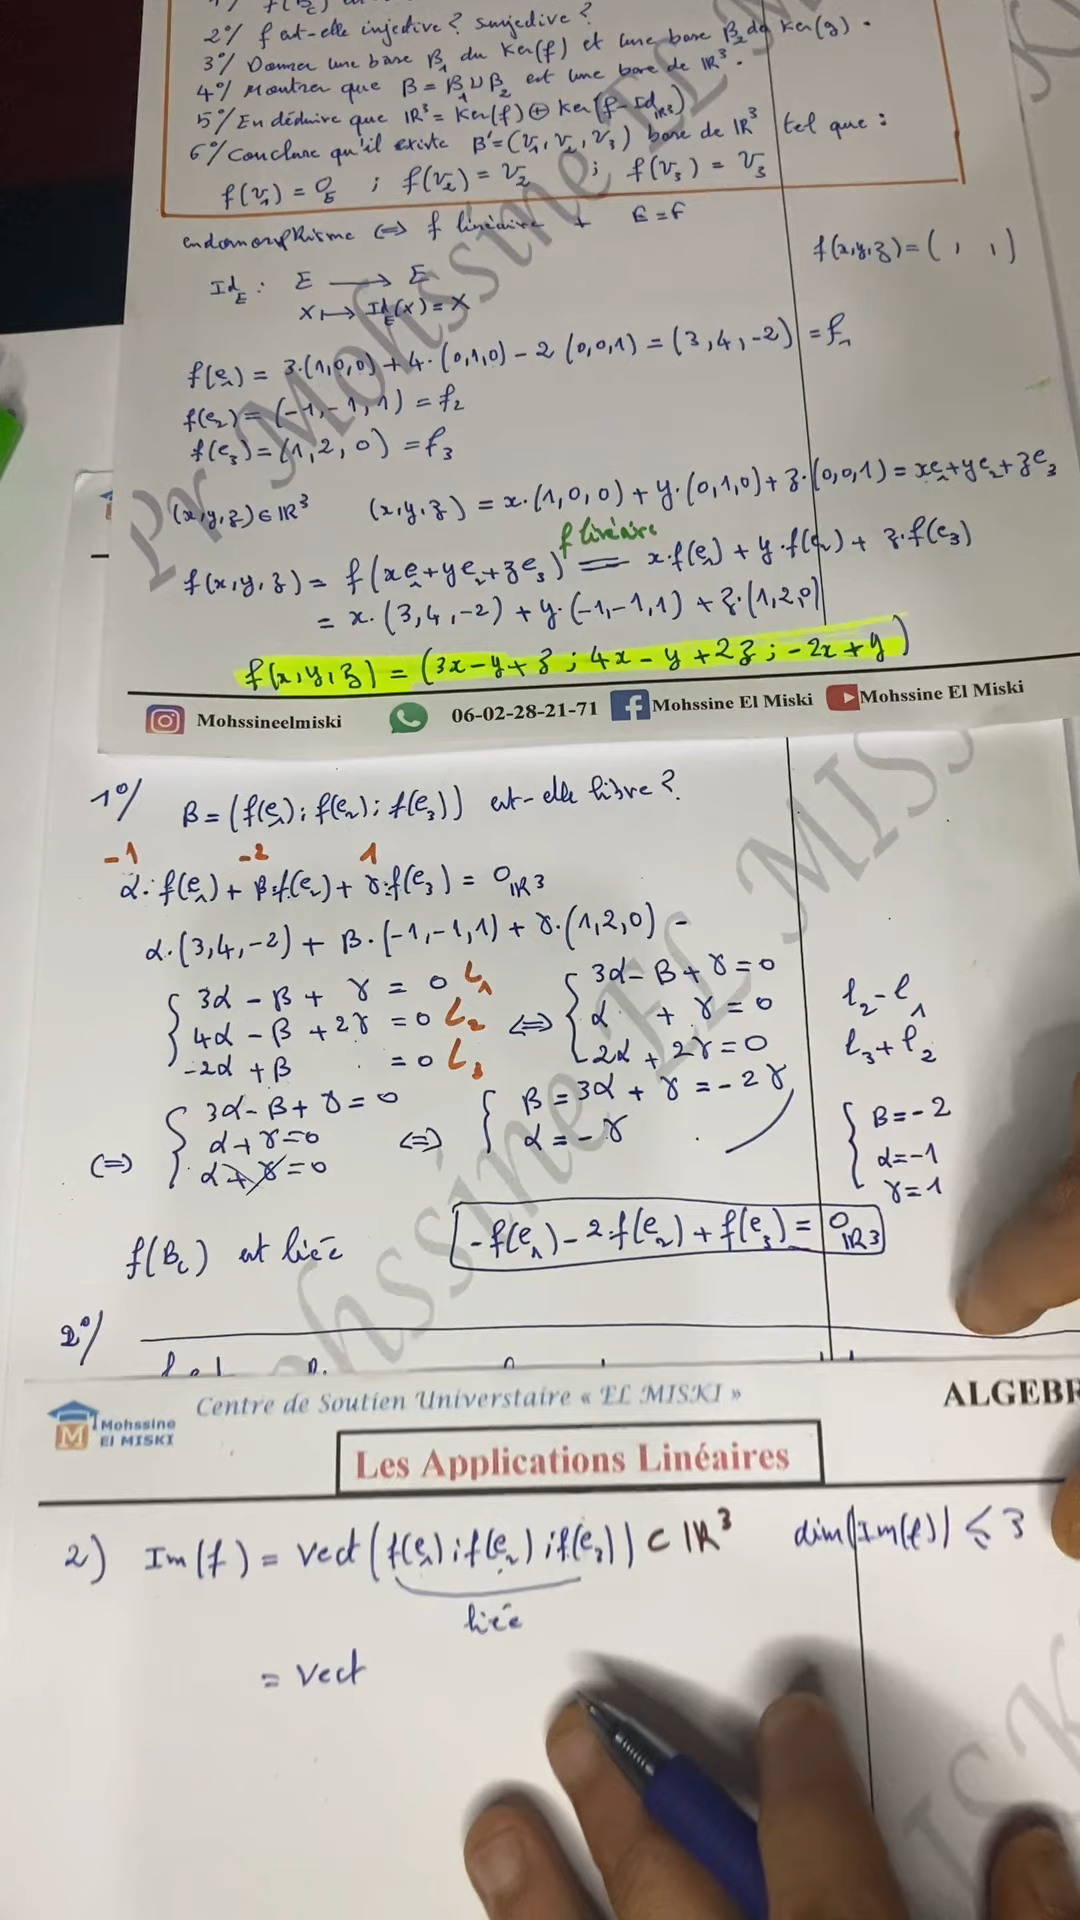 2°/ f est-elle injective ? surjective ?
3°/ Donner une base β₁ du Ker(f) et une base β₂ de Ker(g).
4°/ Montrer que β = β₁ ∪ β₂ est une base de IR³.
5°/ En déduire que IR³ = Ker(f) ⊕ Ker(f - Id_IR³)
6°/ Conclure qu'il existe β' = (v₁, v₂, v₃) base de IR³ tel que :
f(v₁) = 0_E ; f(v₂) = v₂ ; f(v₃) = v₃
endomorphisme ⟺ f linéaire + E = F
f(x,y,z) = ( , , )
Id_E : E ⟶ E
X ⟼ Id_E(X) = X
f(e₁) = 3·(1,0,0) + 4·(0,1,0) - 2(0,0,1) = (3,4,-2) = f₁
f(e₂) = (-1,-1,1) = f₂
f(e₃) = (1,2,0) = f₃
(x,y,z) ∈ IR³ (x,y,z) = x·(1,0,0) + y·(0,1,0) + z·(0,0,1) = xe₁ + ye₂ + ze₃
f linéaire
f(x,y,z) = f(xe₁ + ye₂ + ze₃) = x·f(e₁) + y·f(e₂) + z·f(e₃)
= x·(3,4,-2) + y·(-1,-1,1) + z·(1,2,0)
f(x,y,z) = (3x - y + z ; 4x - y + 2z ; -2x + y)
Mohssineelmiski 06-02-28-21-71 Mohssine El Miski Mohssine El Miski
1°/ β = (f(e₁) ; f(e₂) ; f(e₃)) est-elle libre ?
-1 -2 1
α·f(e₁) + β·f(e₂) + γ·f(e₃) = 0_IR³
α·(3,4,-2) + β·(-1,-1,1) + γ·(1,2,0) =
3α - β + γ = 0 L₁
4α - β + 2γ = 0 L₂
-2α + β = 0 L₃
⟺
3α - β + γ = 0
α + γ = 0 l₂ - l₁
2α + 2γ = 0 l₃ + l₂
⟺
3α - β + γ = 0
α + γ = 0
α + γ = 0
⟺
β = 3α + γ = -2γ
α = -γ
β = -2
α = -1
γ = 1
f(β_c) est liée -f(e₁) - 2·f(e₂) + f(e₃) = 0_IR³
2°/
Centre de Soutien Universtaire « EL MISKI » ALGEBR
Mohssine
El MISKI
Les Applications Linéaires
2) Im(f) = Vect(f(e₁) ; f(e₂) ; f(e₃)) ⊂ IR³ dim(Im(f)) ≤ 3
liée
= Vect